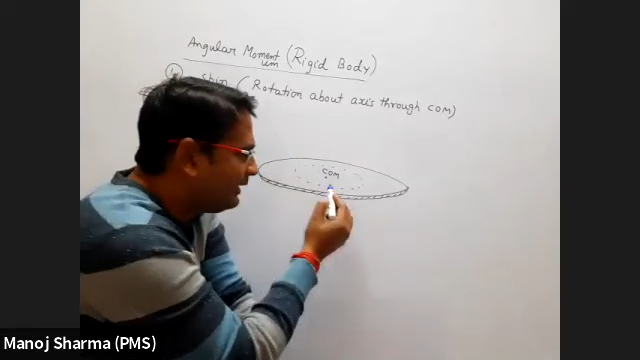 Angular Momentum (Rigid Body)
spin (Rotation about axis through COM)
COM
Manoj Sharma (PMS)